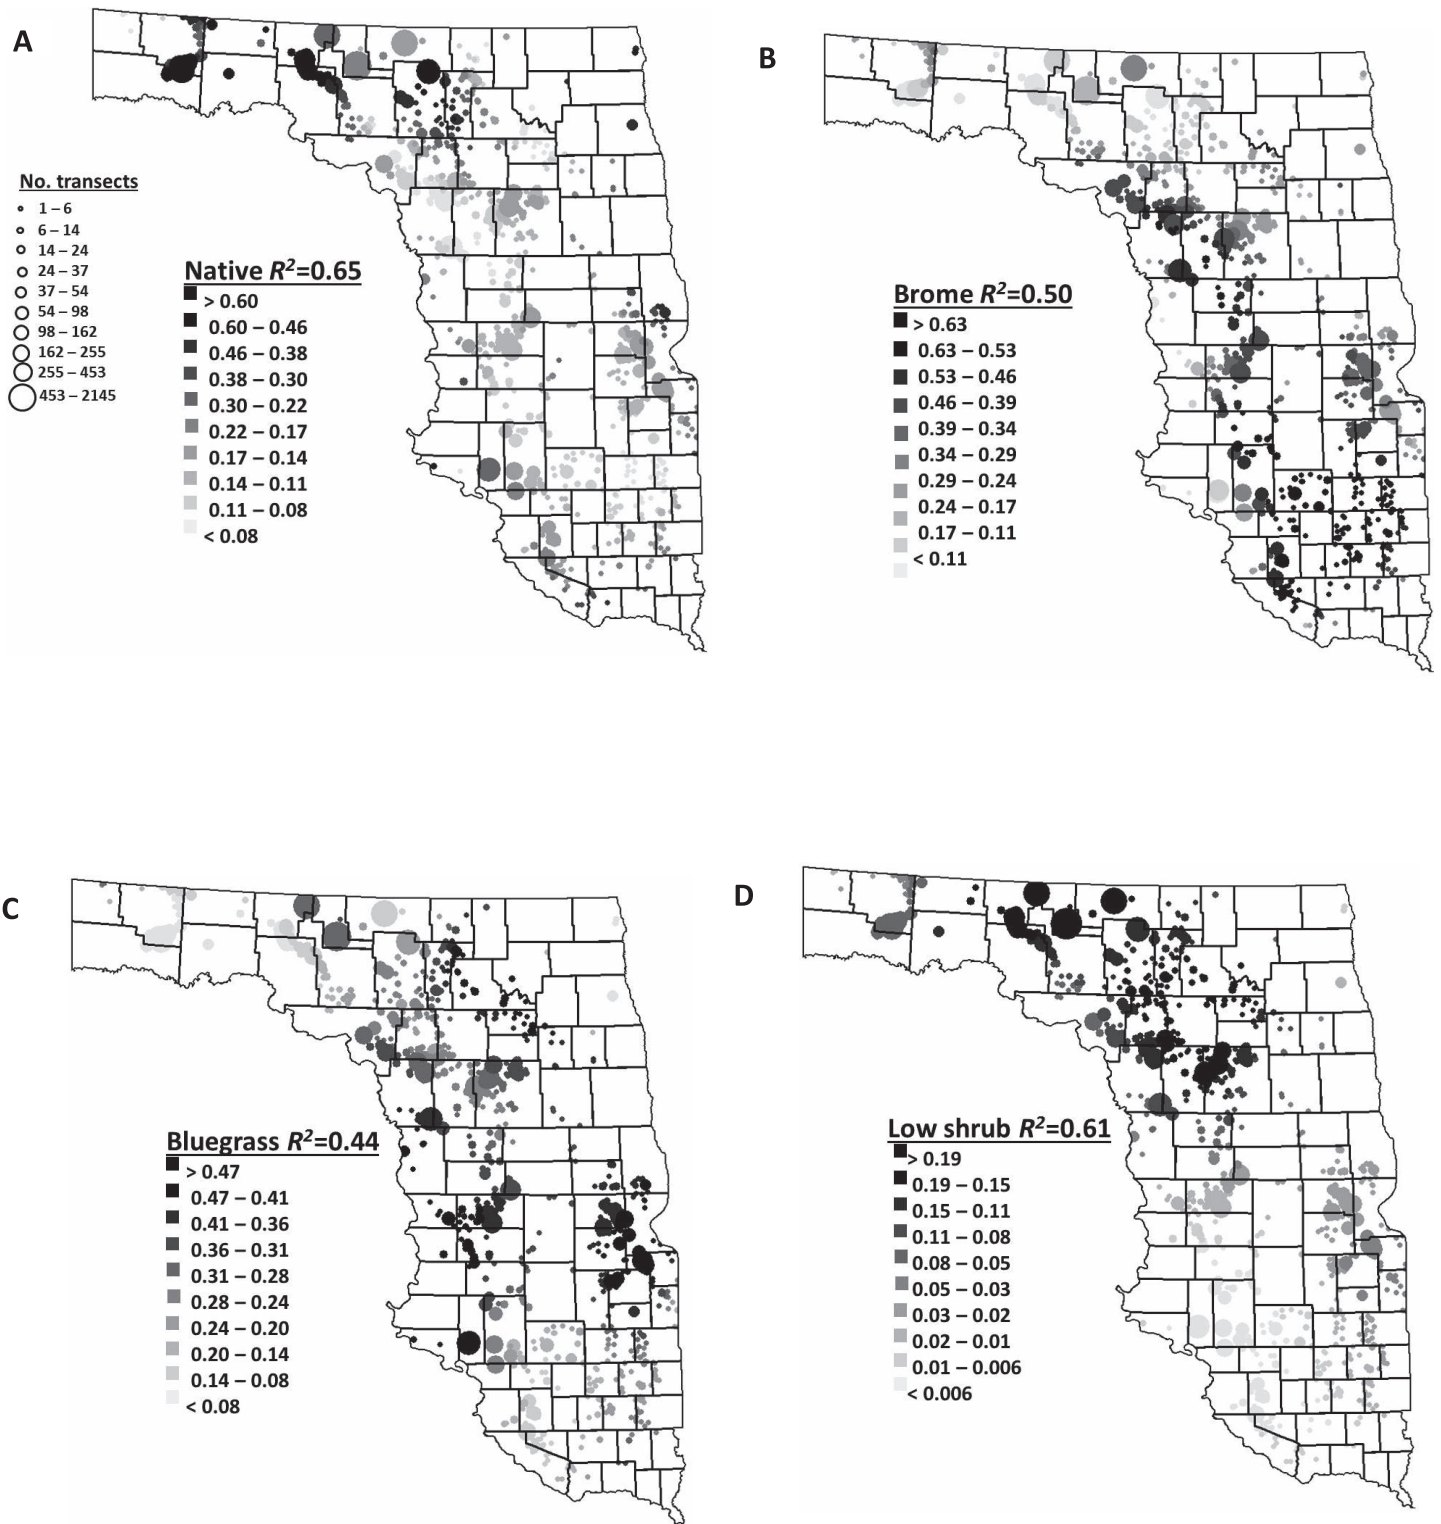 A
No. transects
1 – 6
6 – 14
14 – 24
24 – 37
37 – 54
54 – 98
98 – 162
162 – 255
255 – 453
453 – 2145
Native R²=0.65
> 0.60
0.60 – 0.46
0.46 – 0.38
0.38 – 0.30
0.30 – 0.22
0.22 – 0.17
0.17 – 0.14
0.14 – 0.11
0.11 – 0.08
< 0.08
B
Brome R²=0.50
> 0.63
0.63 – 0.53
0.53 – 0.46
0.46 – 0.39
0.39 – 0.34
0.34 – 0.29
0.29 – 0.24
0.24 – 0.17
0.17 – 0.11
< 0.11
C
Bluegrass R²=0.44
> 0.47
0.47 – 0.41
0.41 – 0.36
0.36 – 0.31
0.31 – 0.28
0.28 – 0.24
0.24 – 0.20
0.20 – 0.14
0.14 – 0.08
< 0.08
D
Low shrub R²=0.61
> 0.19
0.19 – 0.15
0.15 – 0.11
0.11 – 0.08
0.08 – 0.05
0.05 – 0.03
0.03 – 0.02
0.02 – 0.01
0.01 – 0.006
< 0.006